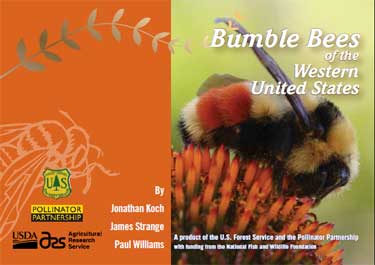 Bumble Bees
of the
Western
United States
By
Jonathan Koch
James Strange
Paul Williams
US
POLLINATOR
PARTNERSHIP
USDA
ars
Agricultural
Research
Service
A product of the U.S. Forest Service and the Pollinator Partnership
with funding from the National Fish and Wildlife Foundation